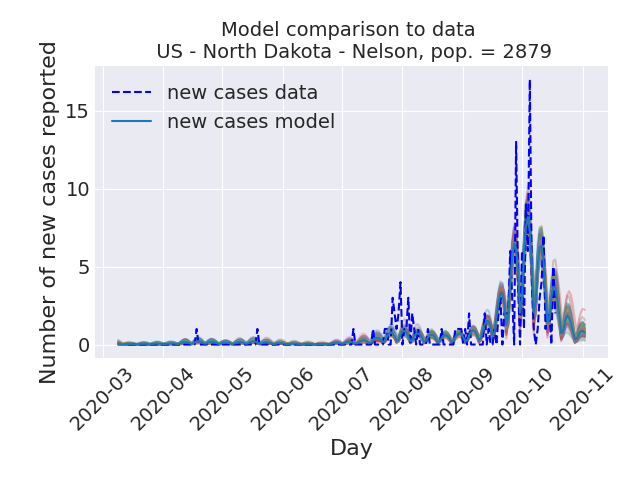 Model comparison to data
US - North Dakota - Nelson, pop. = 2879
Number of new cases reported
15
10
5
0
new cases data
new cases model
2020-03
2020-04
2020-05
2020-06
2020-07
2020-08
2020-09
2020-10
2020-11
Day